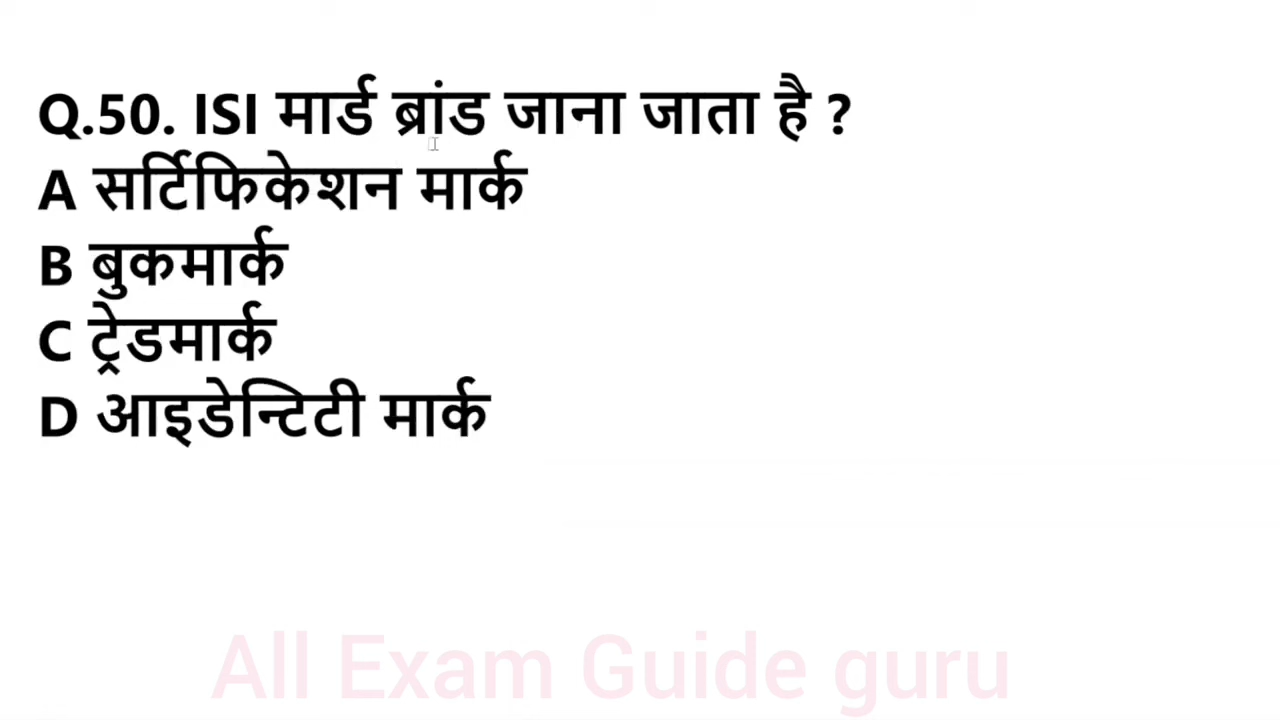 Q.50. ISI मार्ड ब्रांड जाना जाता है ?
A सर्टिफिकेशन मार्क
B बुकमार्क
C ट्रेडमार्क
D आइडेन्टिटी मार्क
All Exam Guide guru